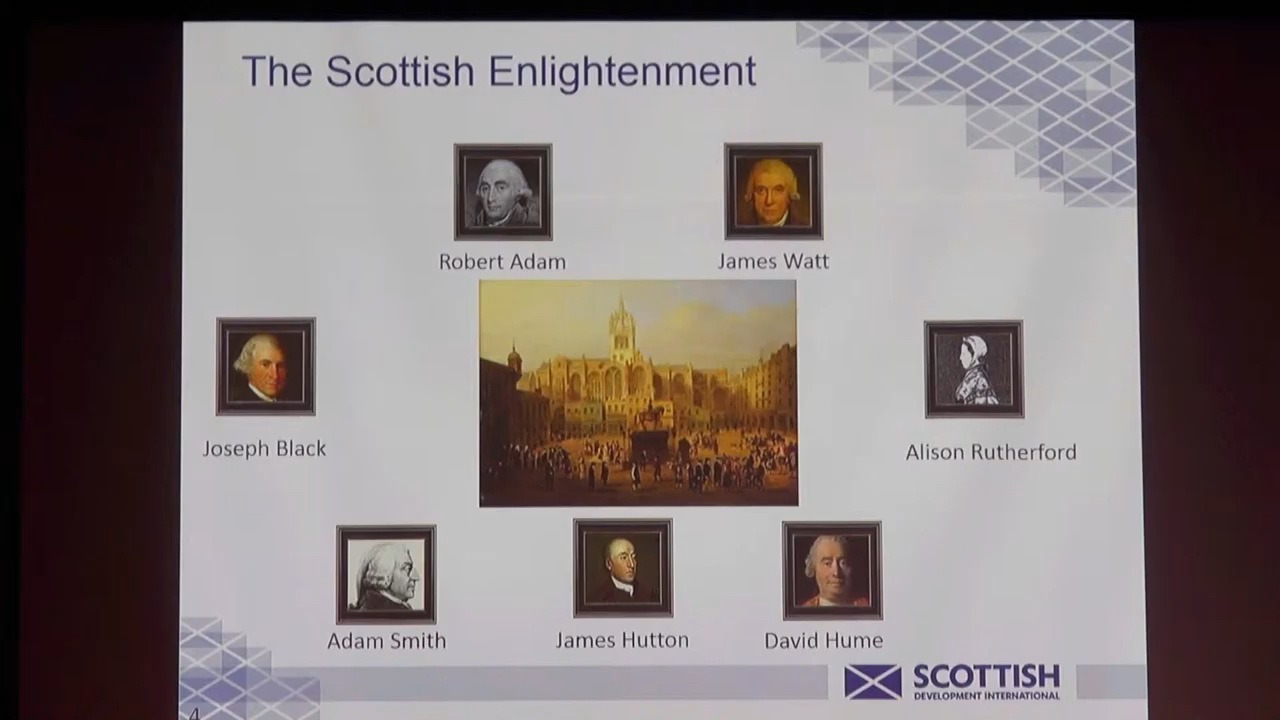 The Scottish Enlightenment
Robert Adam
James Watt
Joseph Black
Alison Rutherford
Adam Smith
James Hutton
David Hume
SCOTTISH
DEVELOPMENT INTERNATIONAL
4